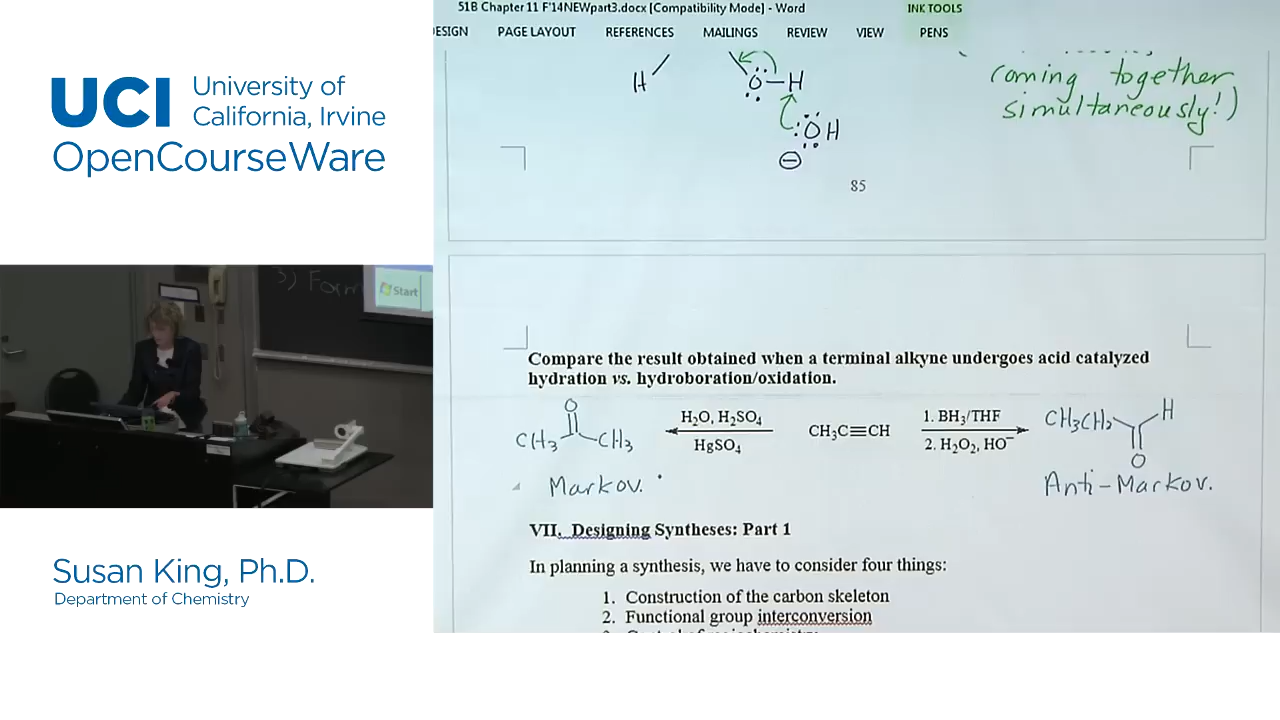 51B Chapter 11 F'14NEWpart3.docx [Compatibility Mode] - Word
INK TOOLS
ESIGN PAGE LAYOUT REFERENCES MAILINGS REVIEW VIEW PENS
UCI University of California, Irvine
OpenCourseWare
H
O–H
OH
⊖
coming together
simultaneously!)
85
3) Form
Start
Compare the result obtained when a terminal alkyne undergoes acid catalyzed
hydration vs. hydroboration/oxidation.
O
CH3 CH3
H2O, H2SO4
HgSO4
CH3C≡CH
1. BH3/THF
2. H2O2, HO⁻
CH3CH2 H
O
Markov.
Anti-Markov.
VII. Designing Syntheses: Part 1
In planning a synthesis, we have to consider four things:
1. Construction of the carbon skeleton
2. Functional group interconversion
Susan King, Ph.D.
Department of Chemistry